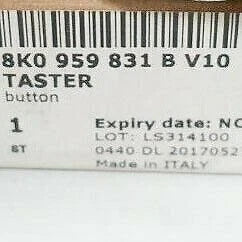 8K0 959 831 B V10
TASTER
button
1 Expiry date: NO
ST LOT: LS314100
0440 DL 2017052
Made in ITALY